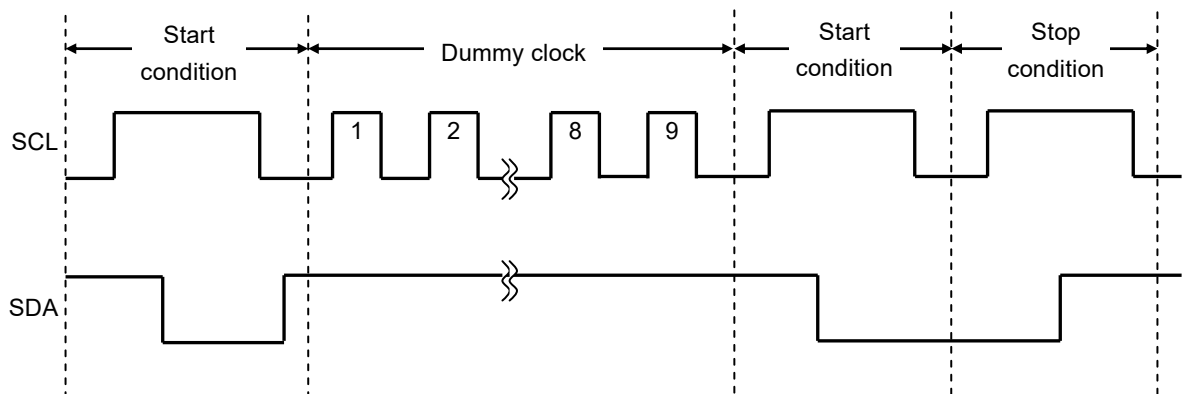 Start
condition
Dummy clock
Start
condition
Stop
condition
SCL
1
2
8
9
SDA